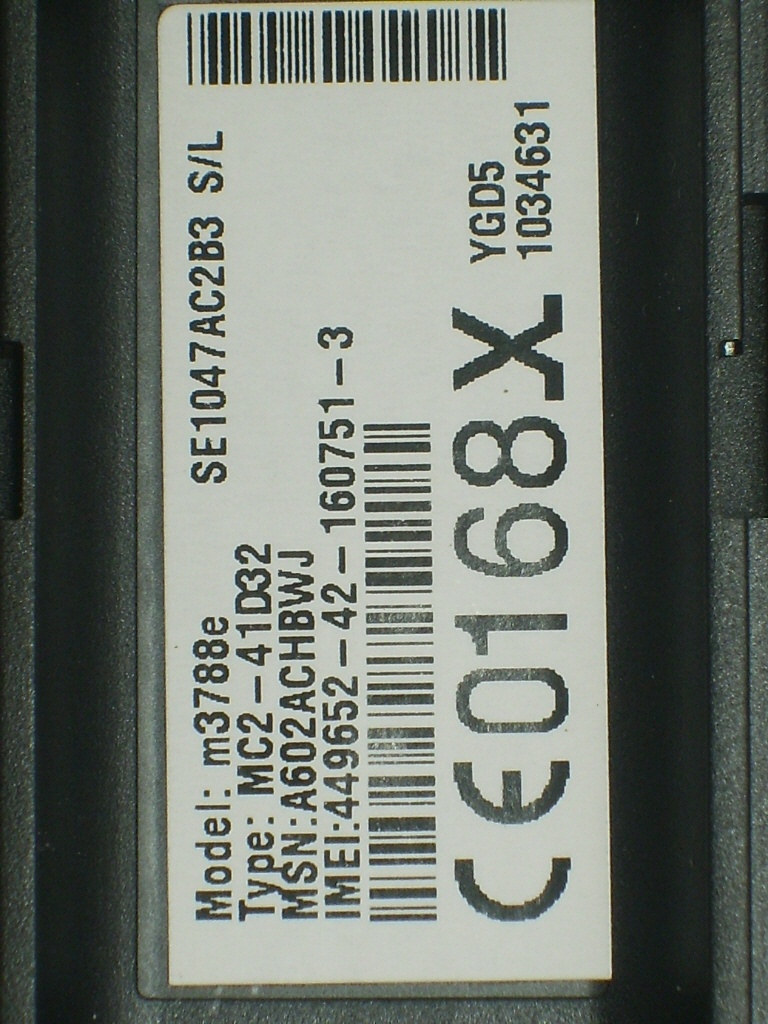 SE1047AC2B3 S/L
Model: m3788e
Type: MC2-41D32
MSN:A602ACHBWJ
IMEI:449652-42-160751-3
YGD5
1034631
CE0168X